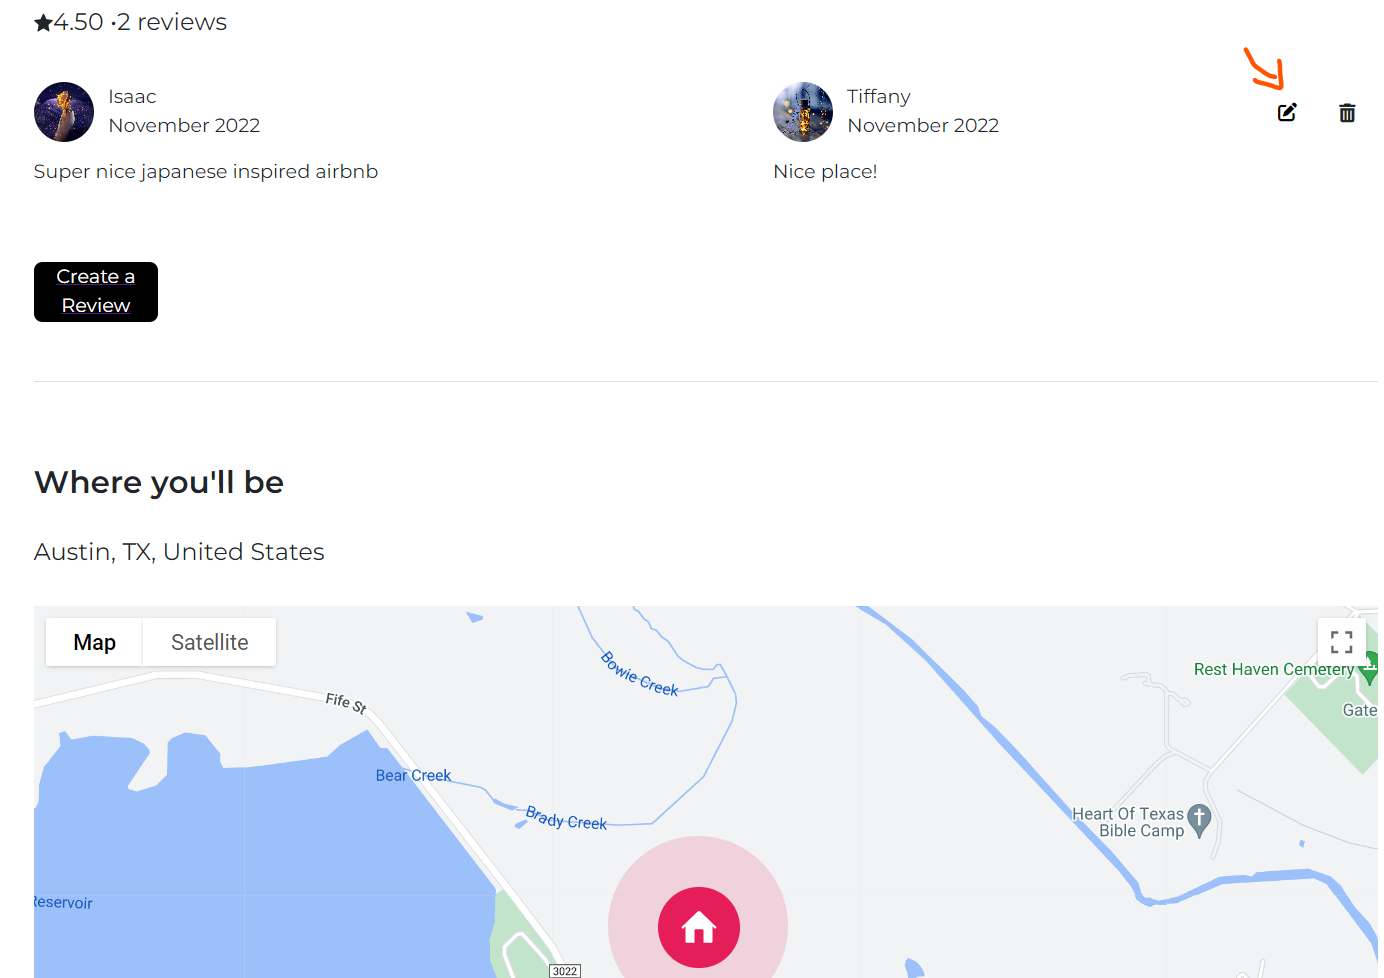 ★4.50 ·2 reviews
Isaac
November 2022
Super nice japanese inspired airbnb
Tiffany
November 2022
Nice place!
Create a
Review
Where you'll be
Austin, TX, United States
Map
Satellite
Bowie Creek
Rest Haven Cemetery
Gate
Fife St
Bear Creek
Brady Creek
Heart Of Texas
Bible Camp
Reservoir
3022